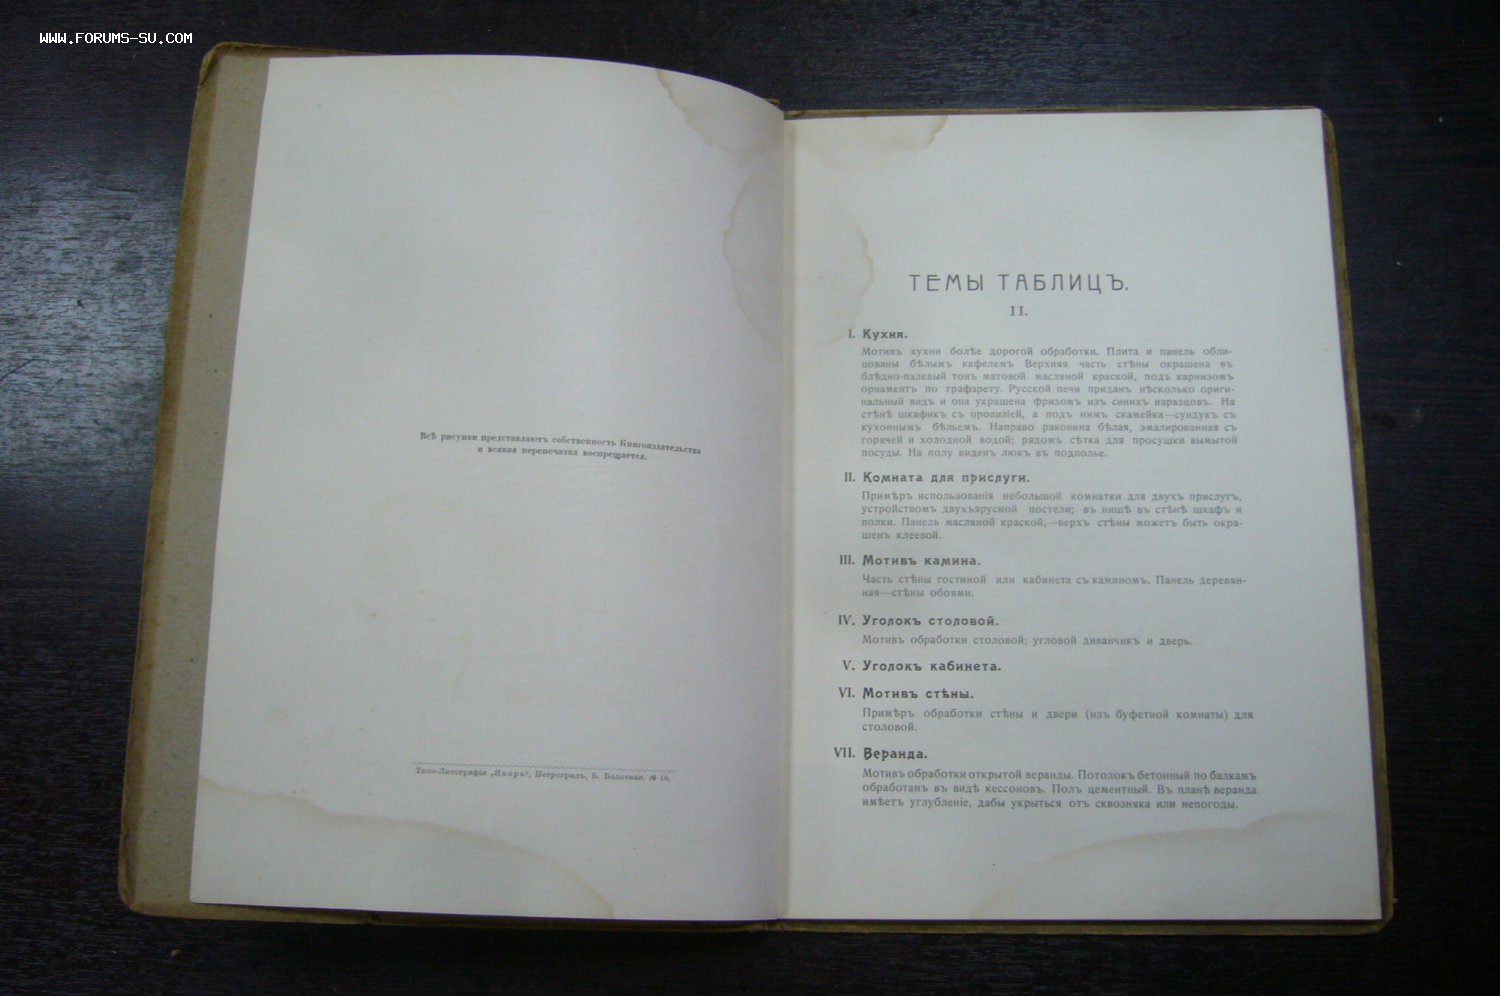 WWW.FORUMS-SU.COM
Всѣ рисунки представляютъ собственность Книгоиздательства
и всякая перепечатка воспрещается.
Типо-Литографія „Якорь“, Петроградъ, Б. Болотная, № 10.
ТЕМЫ ТАБЛИЦЪ.
II.
I. Кухня.
Мотивъ кухни болѣе дорогой обработки. Плита и панель обли-
цованы бѣлымъ кафелемъ Верхняя часть стѣны окрашена въ
блѣдно-палевый тонъ матовой масляной краской, подъ карнизомъ
орнаментъ по трафарету. Русской печи приданъ нѣсколько ориги-
нальный видъ и она украшена фризомъ изъ синихъ изразцовъ. На
стѣнѣ шкафикъ съ провизіей, а подъ нимъ скамейка—сундукъ съ
кухоннымъ бѣльемъ. Направо раковина бѣлая, эмалированная съ
горячей и холодной водой; рядомъ сѣтка для просушки вымытой
посуды. На полу виденъ люкъ въ подполье.
II. Комната для прислуги.
Примѣръ использованія небольшой комнатки для двухъ прислугъ,
устройствомъ двухъярусной постели; въ нишѣ въ стѣнѣ шкафъ и
полки. Панель масляной краской, —верхъ стѣны можетъ быть окра-
шенъ клеевой.
III. Мотивъ камина.
Часть стѣны гостиной или кабинета съ каминомъ. Панель деревян-
ная—стѣны обоями.
IV. Уголокъ столовой.
Мотивъ обработки столовой; угловой диванчикъ и дверь.
V. Уголокъ кабинета.
VI. Мотивъ стѣны.
Примѣръ обработки стѣны и двери (изъ буфетной комнаты) для
столовой.
VII. Веранда.
Мотивъ обработки открытой веранды. Потолокъ бетонный по балкамъ
обработанъ въ видѣ кессоновъ. Полъ цементный. Въ планѣ веранда
имѣетъ углубленіе, дабы укрыться отъ сквозняка или непогоды.